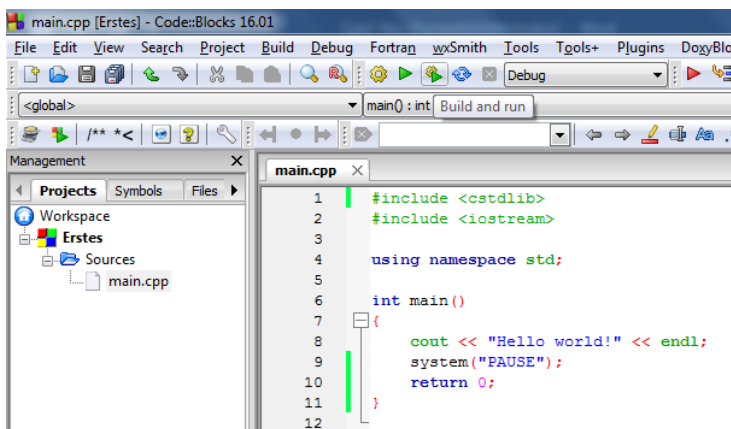 main.cpp [Erstes] - Code::Blocks 16.01
File Edit View Search Project Build Debug Fortran wxSmith Tools Tools+ Plugins DoxyBlo
Debug
<global> main() : int Build and run
/** *<
Management
main.cpp
Projects Symbols Files
Workspace
Erstes
Sources
main.cpp
1 #include <cstdlib>
2 #include <iostream>
3
4 using namespace std;
5
6 int main()
7 {
8 cout << "Hello world!" << endl;
9 system("PAUSE");
10 return 0;
11 }
12